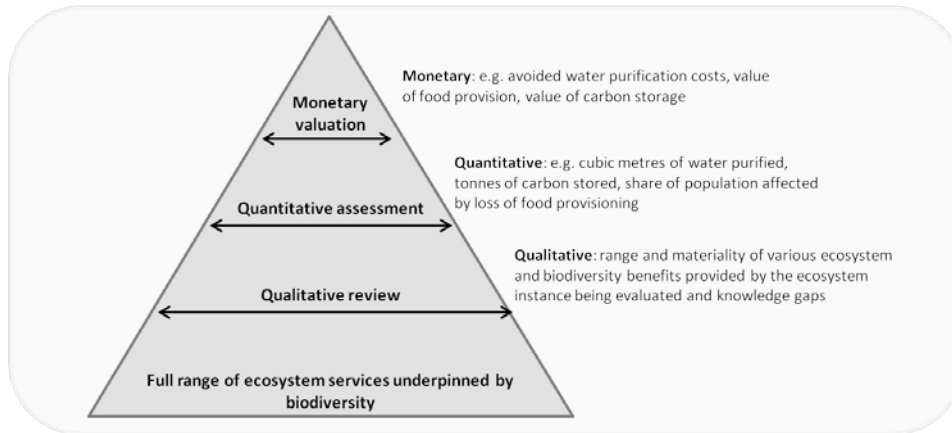 Monetary: e.g. avoided water purification costs, value
of food provision, value of carbon storage
Monetary
valuation
Quantitative: e.g. cubic metres of water purified,
tonnes of carbon stored, share of population affected
by loss of food provisioning
Quantitative assessment
Qualitative: range and materiality of various ecosystem
and biodiversity benefits provided by the ecosystem
instance being evaluated and knowledge gaps
Qualitative review
Full range of ecosystem services underpinned by
biodiversity